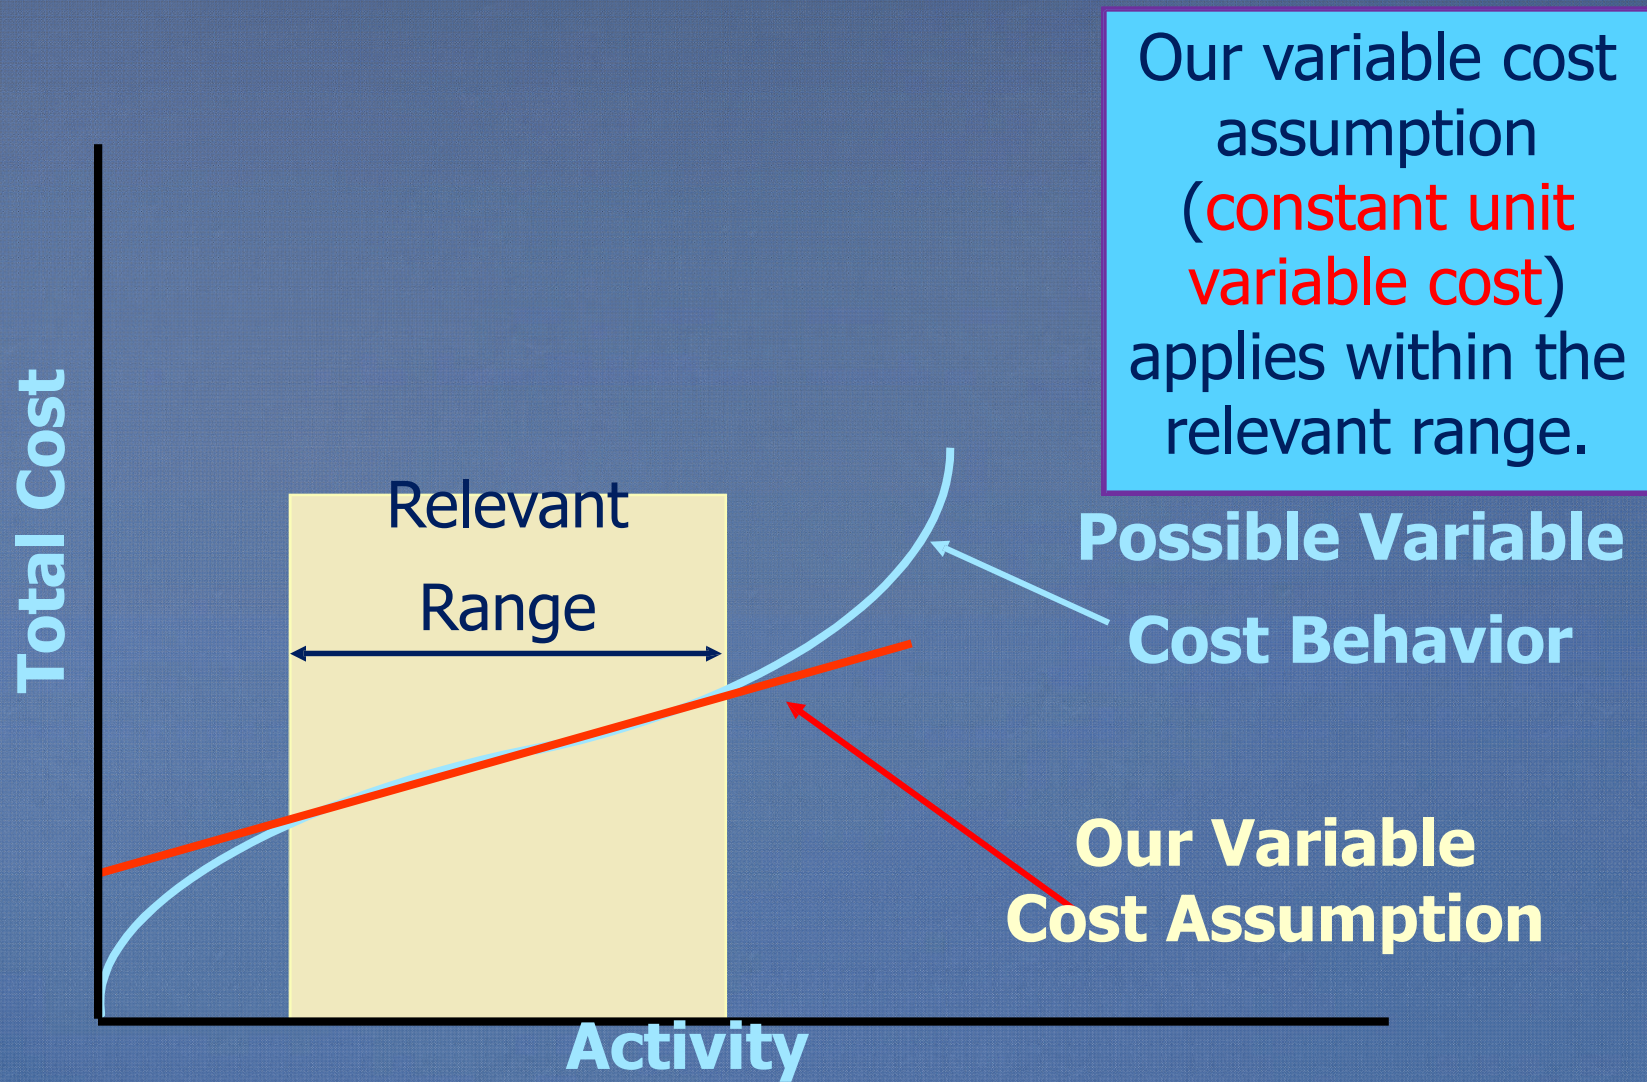 Our variable cost
assumption
(constant unit
variable cost)
applies within the
relevant range.
Total Cost
Relevant
Range
Possible Variable
Cost Behavior
Our Variable
Cost Assumption
Activity